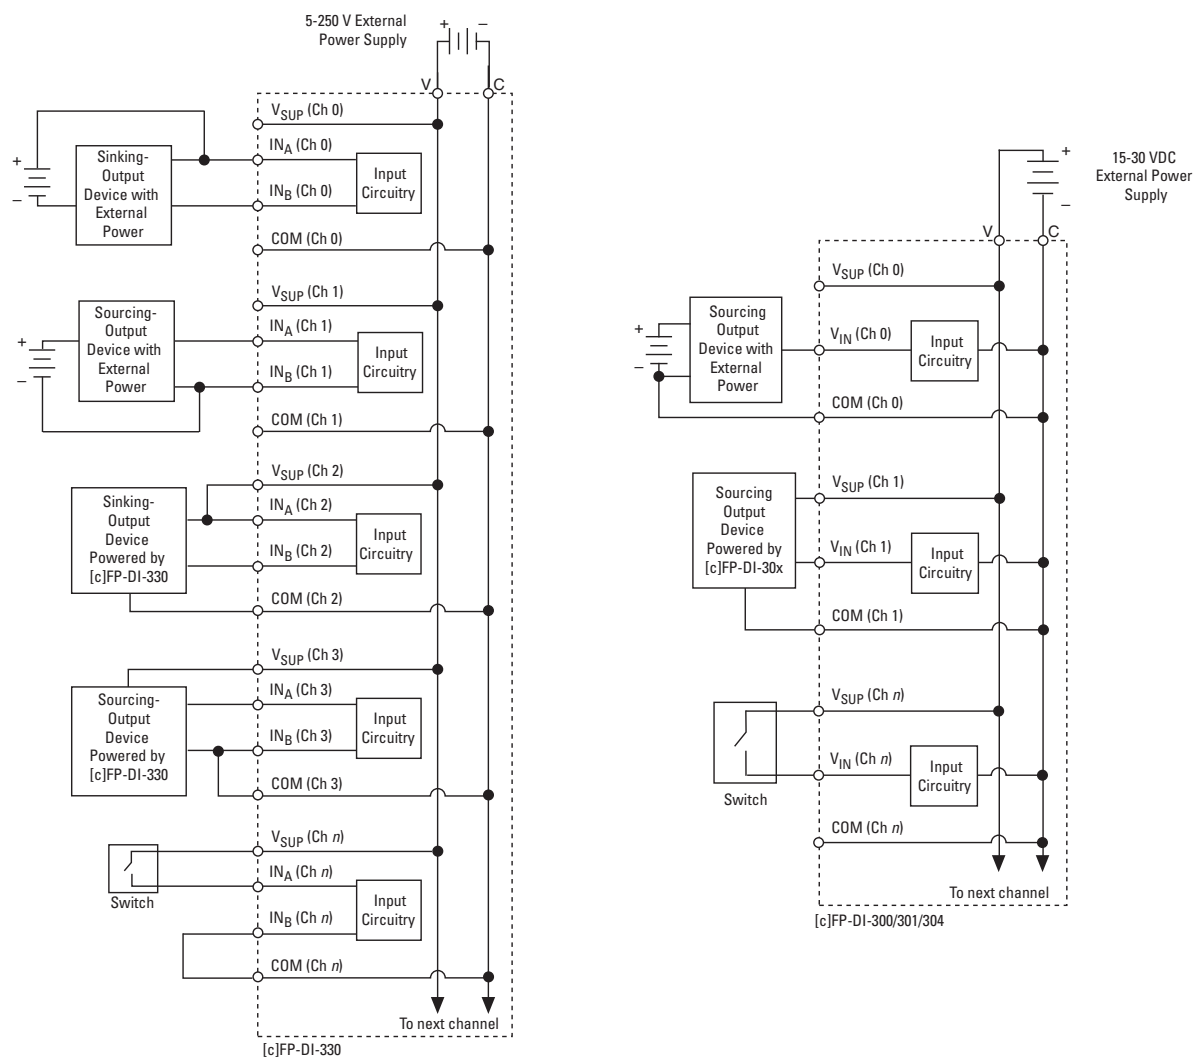 5-250 V External
Power Supply
+
–
V
C
VSUP (Ch 0)
INA (Ch 0)
INB (Ch 0)
COM (Ch 0)
+
–
Sinking-
Output
Device with
External
Power
Input
Circuitry
VSUP (Ch 1)
INA (Ch 1)
INB (Ch 1)
COM (Ch 1)
+
–
Sourcing-
Output
Device with
External
Power
Input
Circuitry
VSUP (Ch 2)
INA (Ch 2)
INB (Ch 2)
COM (Ch 2)
Sinking-
Output
Device
Powered by
[c]FP-DI-330
Input
Circuitry
VSUP (Ch 3)
INA (Ch 3)
INB (Ch 3)
COM (Ch 3)
Sourcing-
Output
Device
Powered by
[c]FP-DI-330
Input
Circuitry
VSUP (Ch n)
INA (Ch n)
INB (Ch n)
COM (Ch n)
Switch
Input
Circuitry
To next channel
[c]FP-DI-330
+
–
15-30 VDC
External Power
Supply
V
C
VSUP (Ch 0)
VIN (Ch 0)
COM (Ch 0)
+
–
Sourcing
Output
Device with
External
Power
Input
Circuitry
VSUP (Ch 1)
VIN (Ch 1)
COM (Ch 1)
Sourcing
Output
Device
Powered by
[c]FP-DI-30x
Input
Circuitry
VSUP (Ch n)
VIN (Ch n)
COM (Ch n)
Switch
Input
Circuitry
To next channel
[c]FP-DI-300/301/304